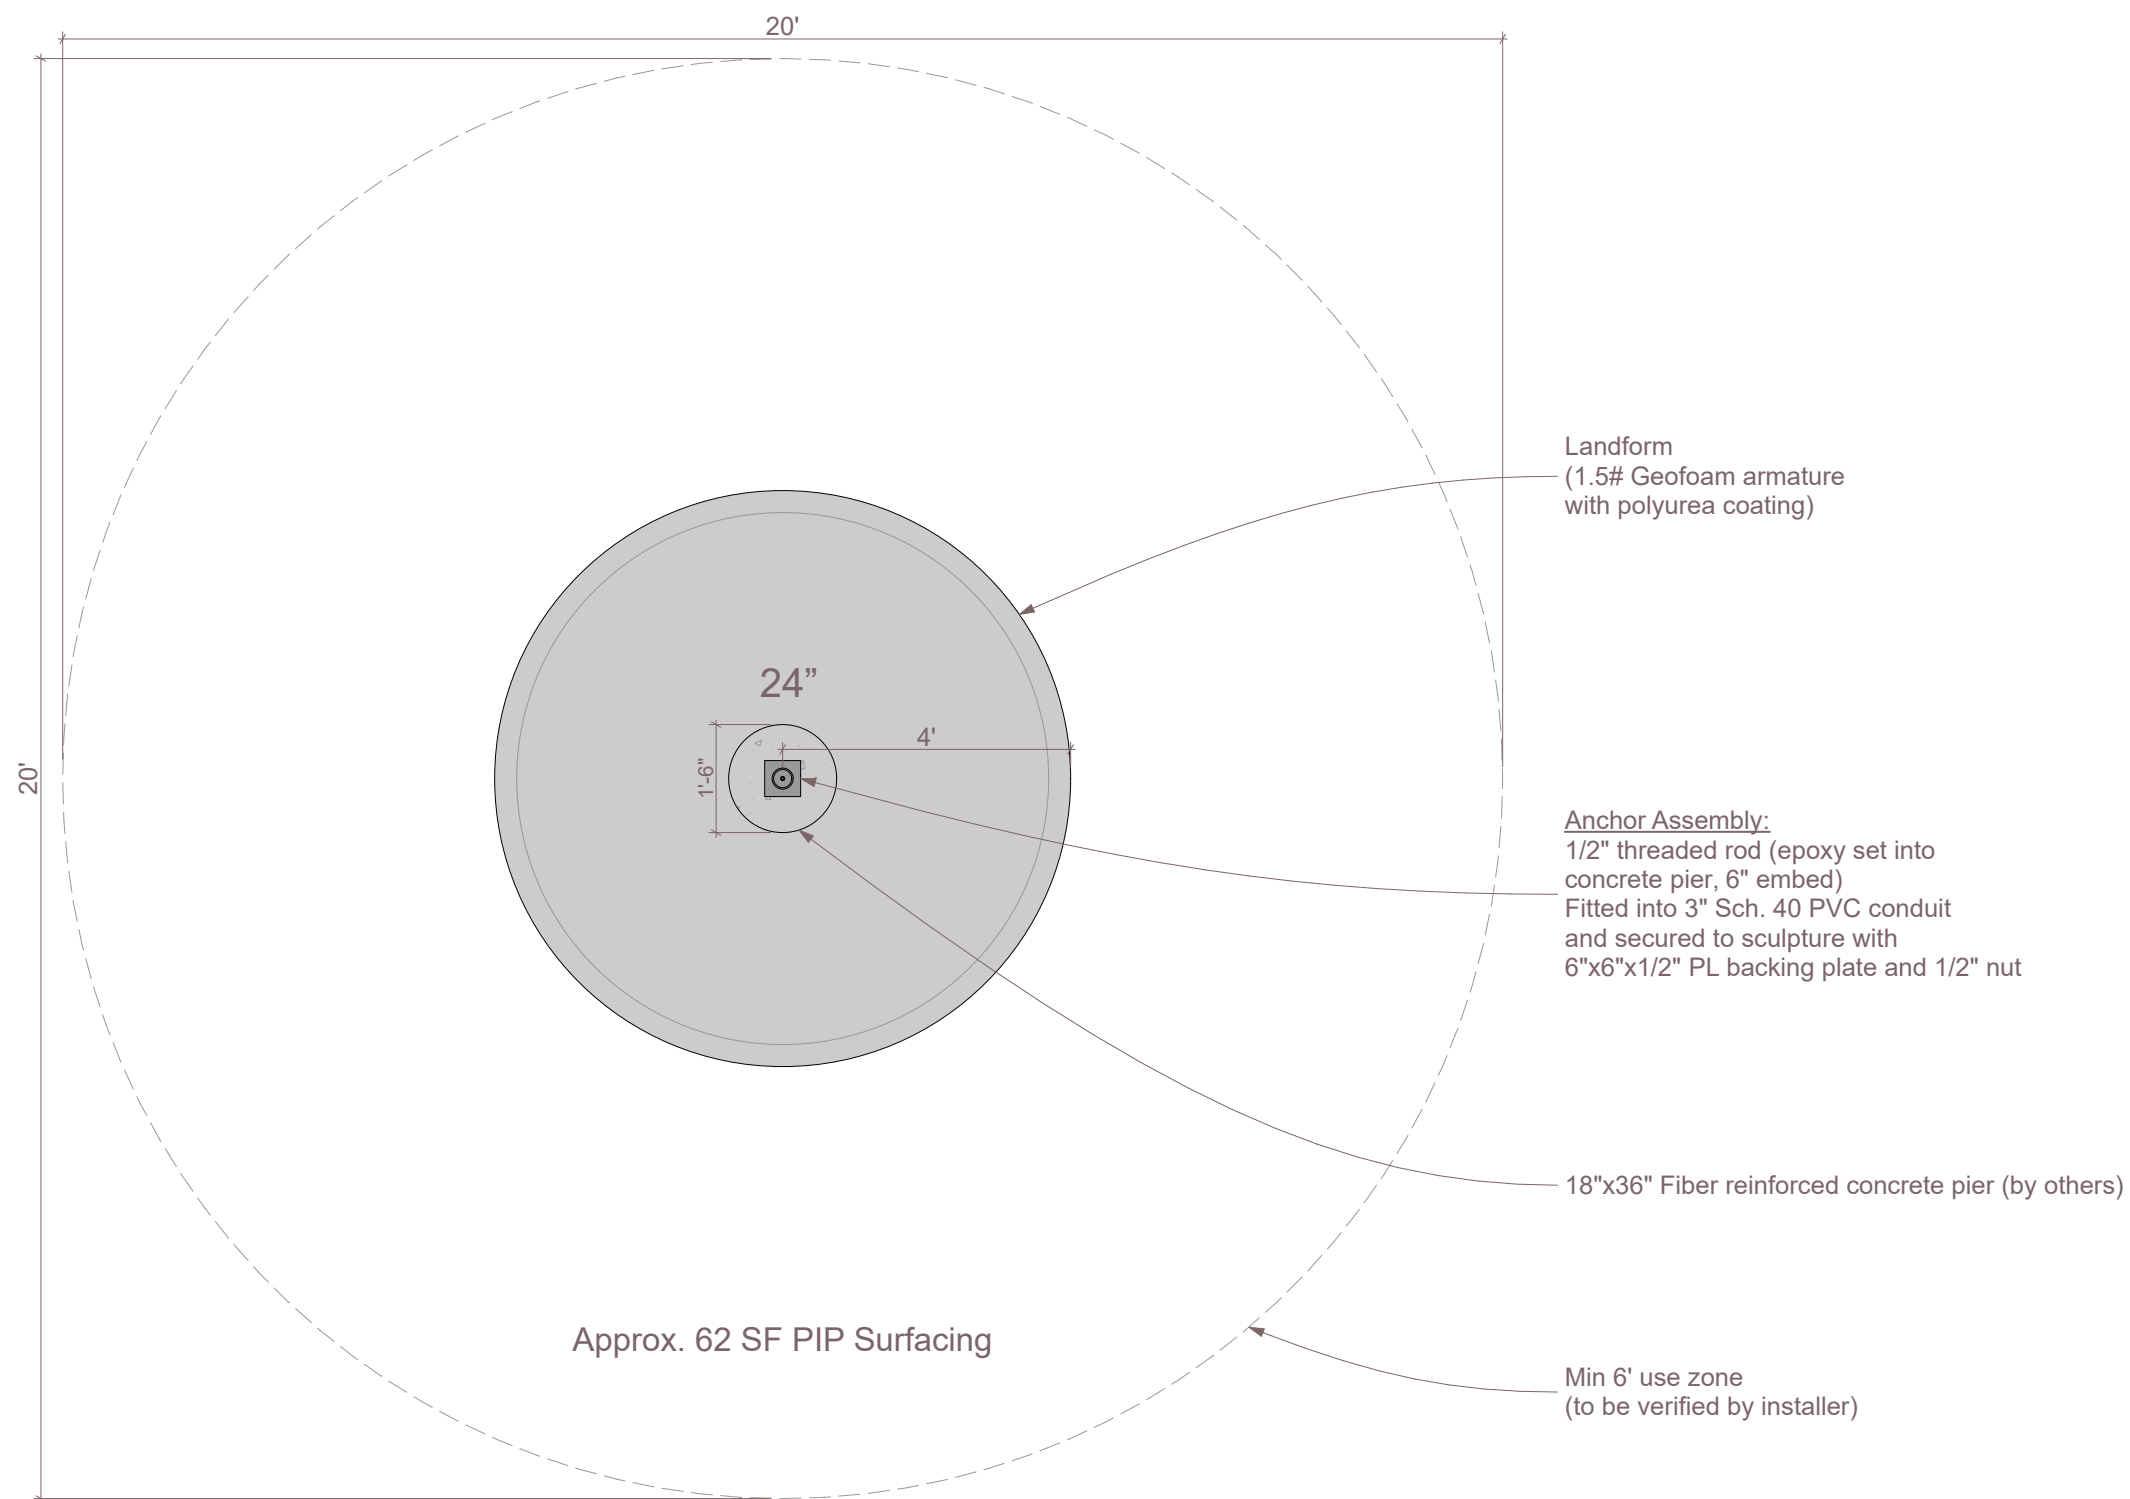 20'
Landform
(1.5# Geofoam armature
with polyurea coating)
24”
4'
1'-6"
20'
Anchor Assembly:
1/2" threaded rod (epoxy set into
concrete pier, 6" embed)
Fitted into 3" Sch. 40 PVC conduit
and secured to sculpture with
6"x6"x1/2" PL backing plate and 1/2" nut
18"x36" Fiber reinforced concrete pier (by others)
Approx. 62 SF PIP Surfacing
Min 6' use zone
(to be verified by installer)